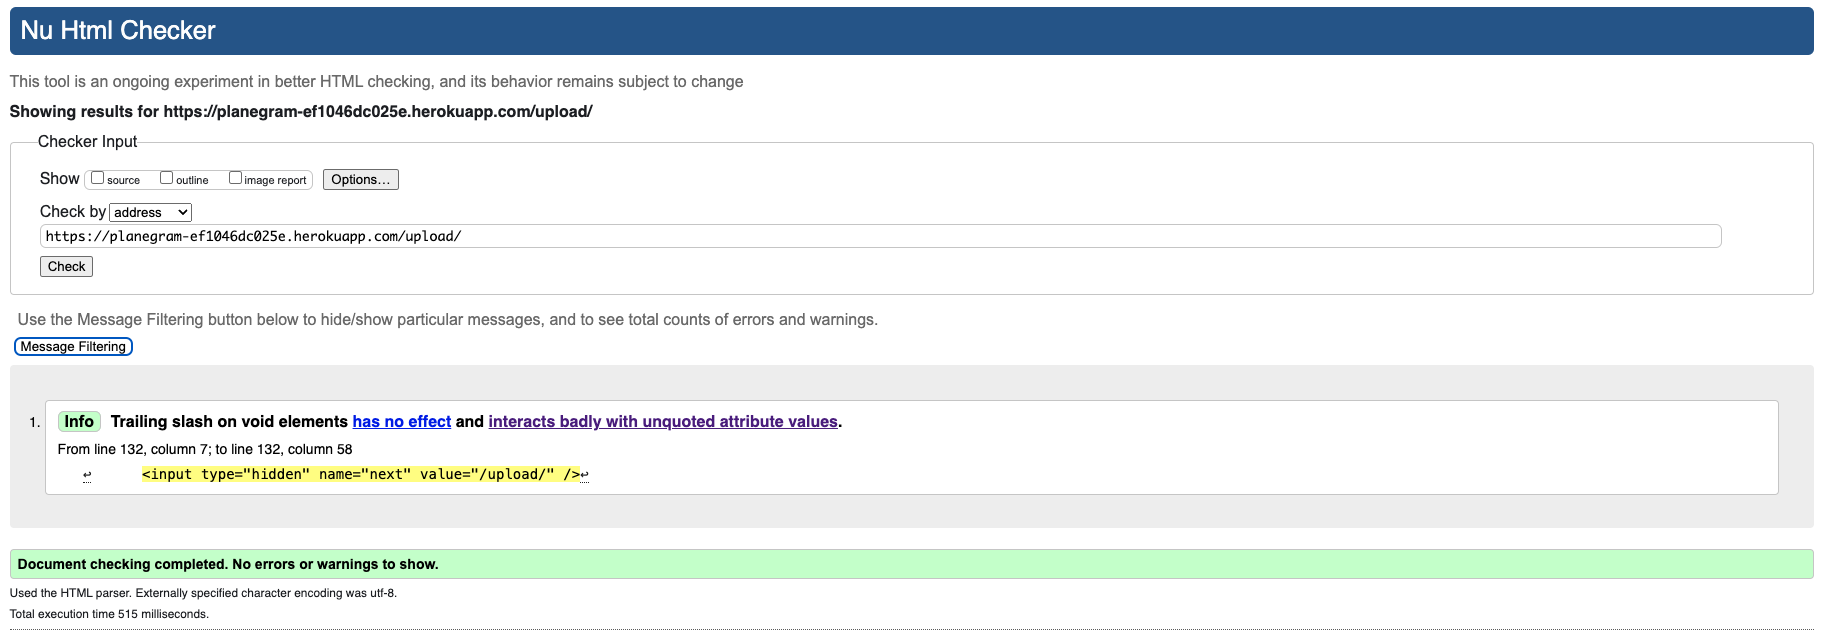 Nu Html Checker
This tool is an ongoing experiment in better HTML checking, and its behavior remains subject to change
Showing results for https://planegram-ef1046dc025e.herokuapp.com/upload/
Checker Input
Show source outline image report Options...
Check by address
https://planegram-ef1046dc025e.herokuapp.com/upload/
Check
Use the Message Filtering button below to hide/show particular messages, and to see total counts of errors and warnings.
Message Filtering
1. Info Trailing slash on void elements has no effect and interacts badly with unquoted attribute values.
From line 132, column 7; to line 132, column 58
↩ <input type="hidden" name="next" value="/upload/" />↩
Document checking completed. No errors or warnings to show.
Used the HTML parser. Externally specified character encoding was utf-8.
Total execution time 515 milliseconds.